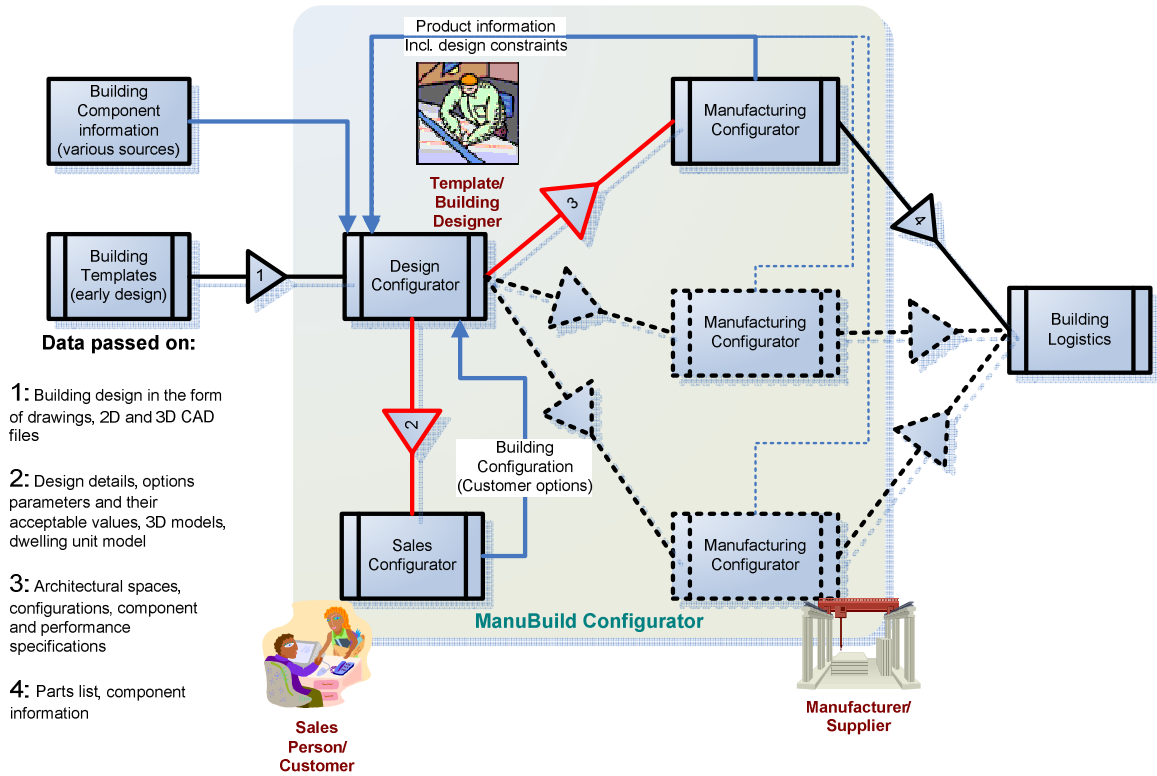 Product information
Incl. design constraints
Building
Component
information
(various sources)
Manufacturing
Configurator
Template/
Building
Designer
3
4
Building
Templates
(early design)
1
Design
Configurator
Manufacturing
Configurator
Building
Logistics
Data passed on:
1: Building design in the form
of drawings, 2D and 3D CAD
files
2: Design details, options
parameters and their
acceptable values, 3D models,
dwelling unit model
3: Architectural spaces,
configurations, component
and performance
specifications
4: Parts list, component
information
2
Building
Configuration
(Customer options)
Sales
Configurator
Manufacturing
Configurator
ManuBuild Configurator
Sales
Person/
Customer
Manufacturer/
Supplier